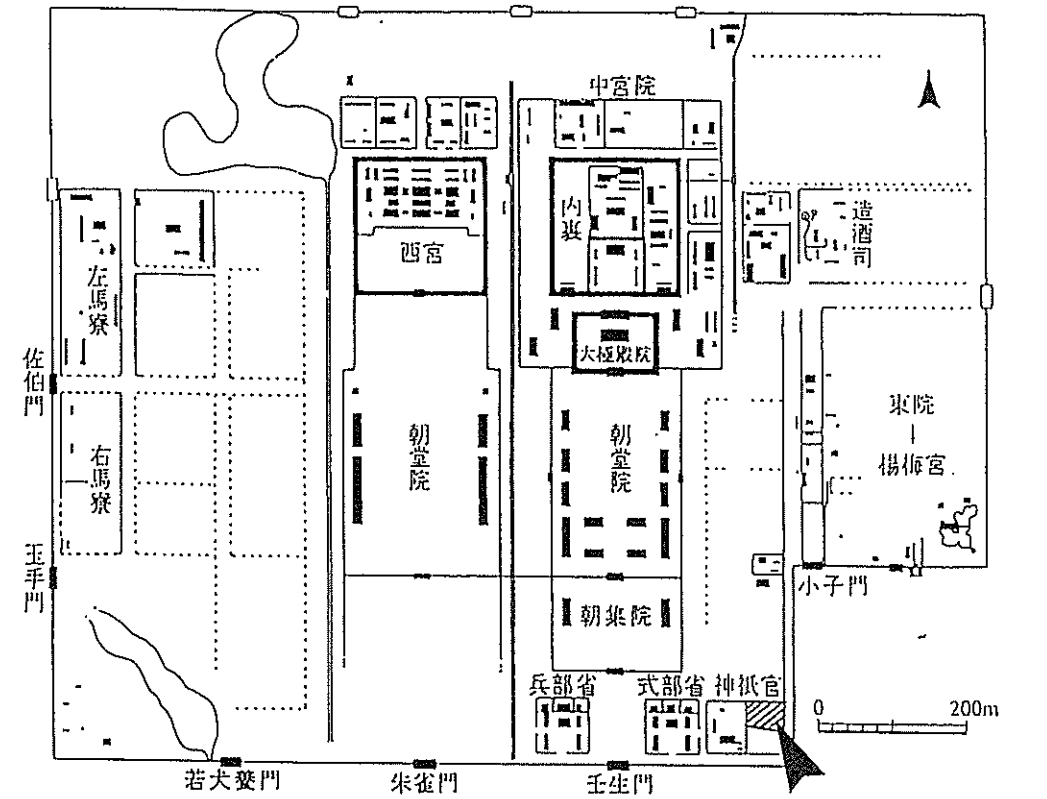 中宮院
内裏
西宮
造酒司
左馬寮
大極殿院
佐伯門
右馬寮
朝堂院
朝堂院
東院
楊梅宮
玉手門
小子門
朝集院
兵部省
式部省
神祇官
0
200m
若犬養門
朱雀門
壬生門